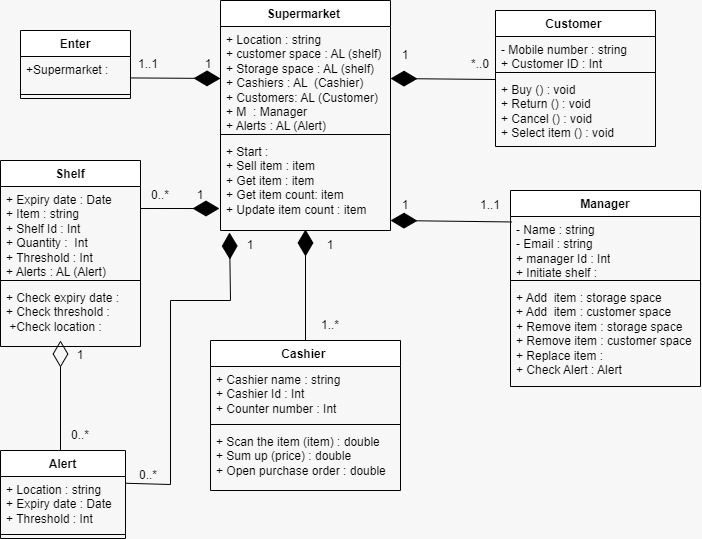 Enter
+Supermarket :
1..1
1
Supermarket
+ Location : string
+ customer space : AL (shelf)
+ Storage space : AL (shelf)
+ Cashiers : AL  (Cashier)
+ Customers: AL (Customer)
+ M  : Manager
+ Alerts : AL (Alert)
+ Start :
+ Sell item : item
+ Get item : item
+ Get item count: item
+ Update item count : item
1
*..0
Customer
- Mobile number : string
+ Customer ID : Int
+ Buy () : void
+ Return () : void
+ Cancel () : void
+ Select item () : void
Shelf
+ Expiry date : Date
+ Item : string
+ Shelf Id : Int
+ Quantity :  Int
+ Threshold : Int
+ Alerts : AL (Alert)
+ Check expiry date :
+ Check threshold :
+Check location :
0..*
1
1
1..1
Manager
- Name : string
- Email : string
+ manager Id : Int
+ Initiate shelf :
+ Add  item : storage space
+ Add  item : customer space
+ Remove item : storage space
+ Remove item : customer space
+ Replace item :
+ Check Alert : Alert
1
1
1..*
Cashier
+ Cashier name : string
+ Cashier Id : Int
+ Counter number : Int
+ Scan the item (item) : double
+ Sum up (price) : double
+ Open purchase order : double
1
0..*
0..*
Alert
+ Location : string
+ Expiry date : Date
+ Threshold : Int